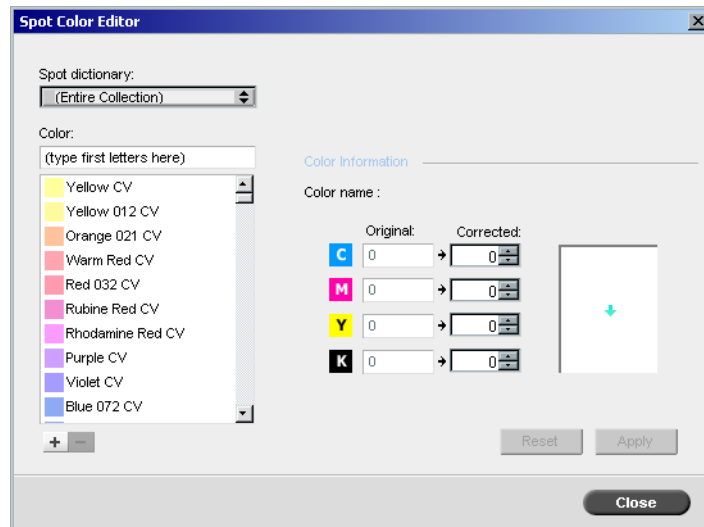 Spot Color Editor
Spot dictionary:
(Entire Collection)
Color:
(type first letters here)
Yellow CV
Yellow 012 CV
Orange 021 CV
Warm Red CV
Red 032 CV
Rubine Red CV
Rhodamine Red CV
Purple CV
Violet CV
Blue 072 CV
Color Information
Color name :
Original: Corrected:
C 0 0
M 0 0
Y 0 0
K 0 0
Reset Apply
Close